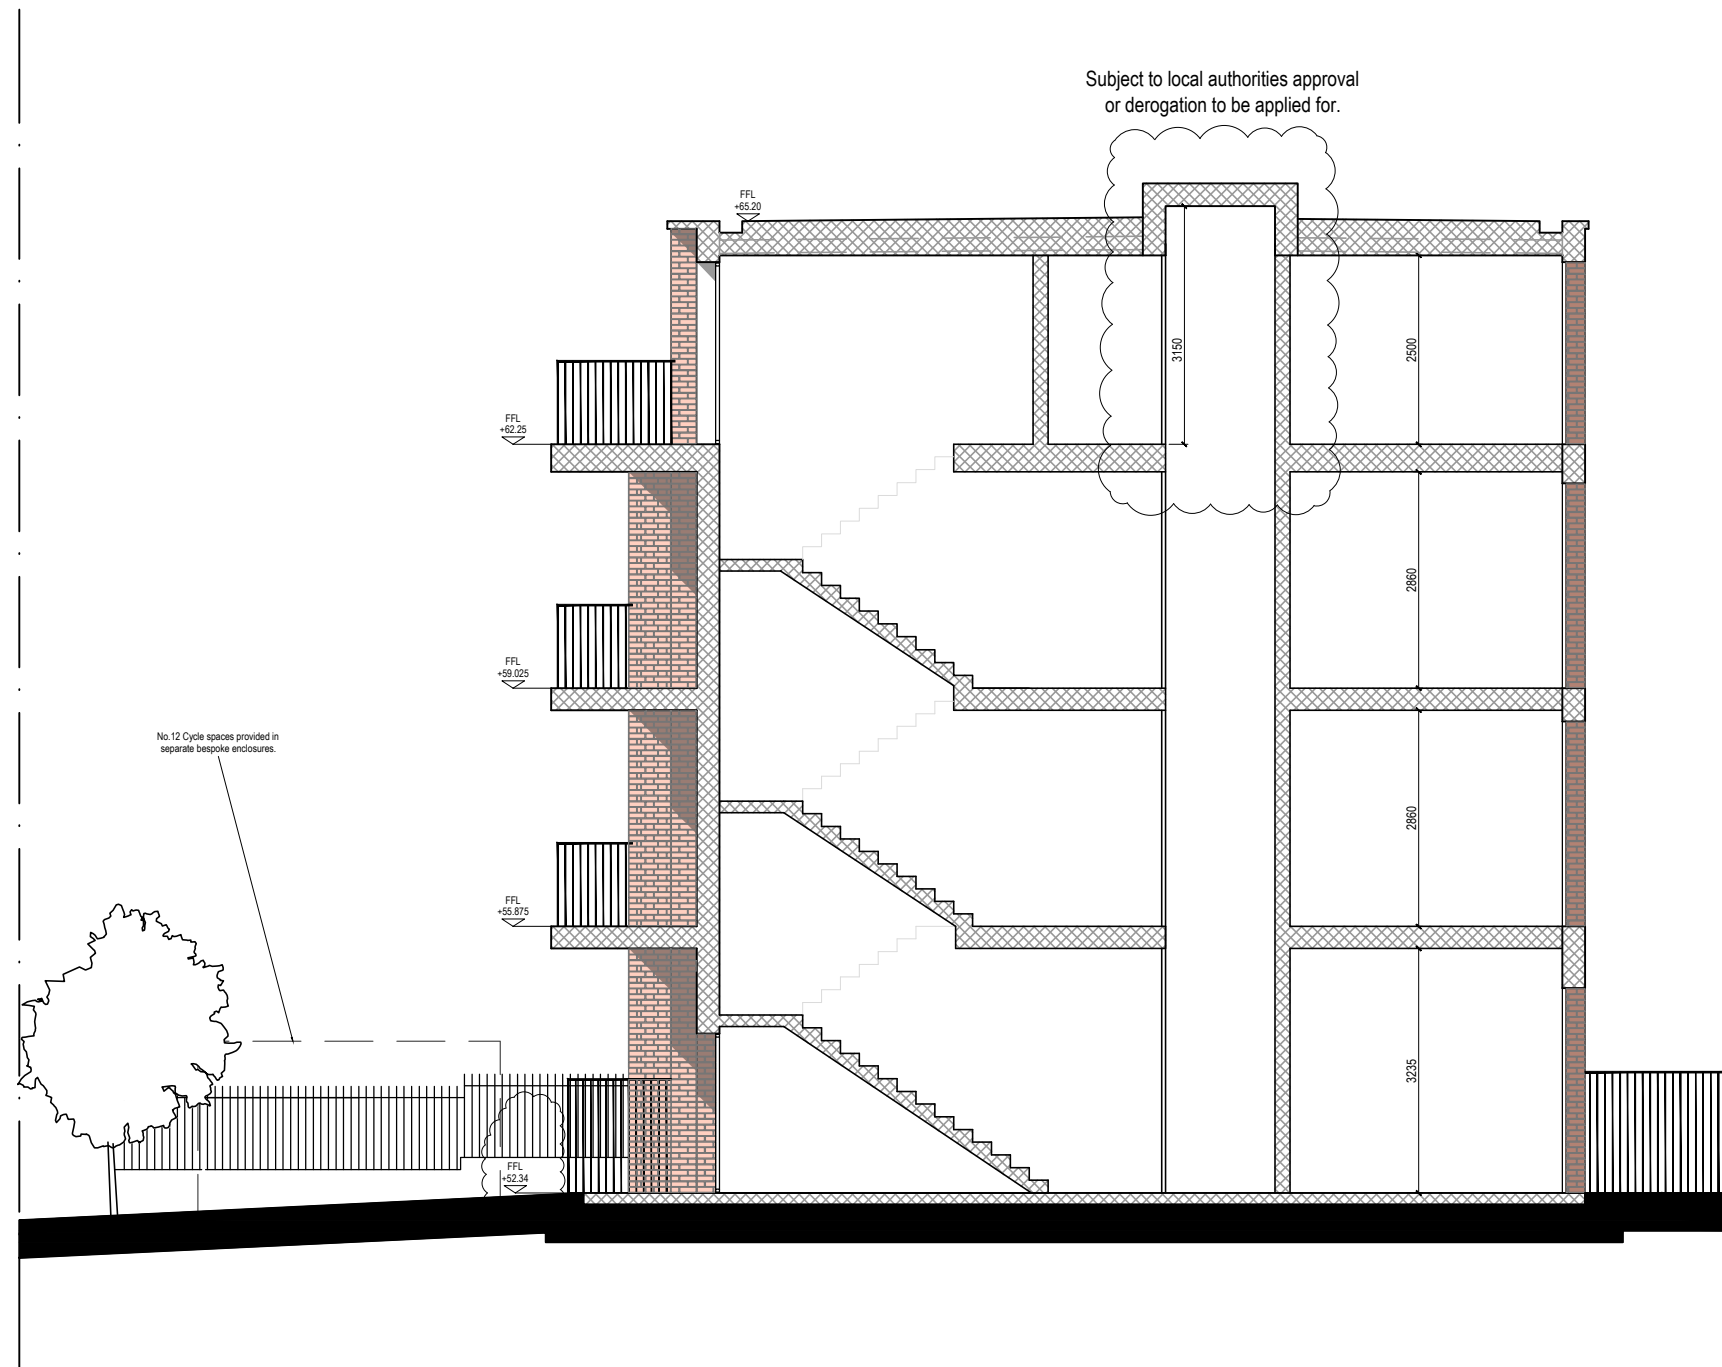 Subject to local authorities approval
or derogation to be applied for.
FFL
+65.20
3150
2500
FFL
+62.25
2860
FFL
+59.025
No.12 Cycle spaces provided in
separate bespoke enclosures.
2860
FFL
+55.875
3235
FFL
+52.34